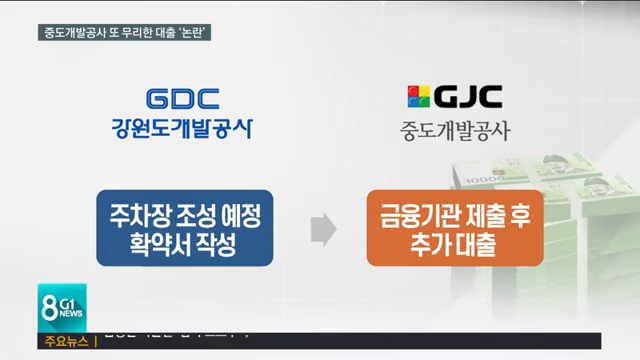 중도개발공사 또 무리한 대출 '논란'
GDC
강원도개발공사
GJC
중도개발공사
주차장 조성 예정
확약서 작성
금융기관 제출 후
추가 대출
10000
8 G1
NEWS
주요뉴스